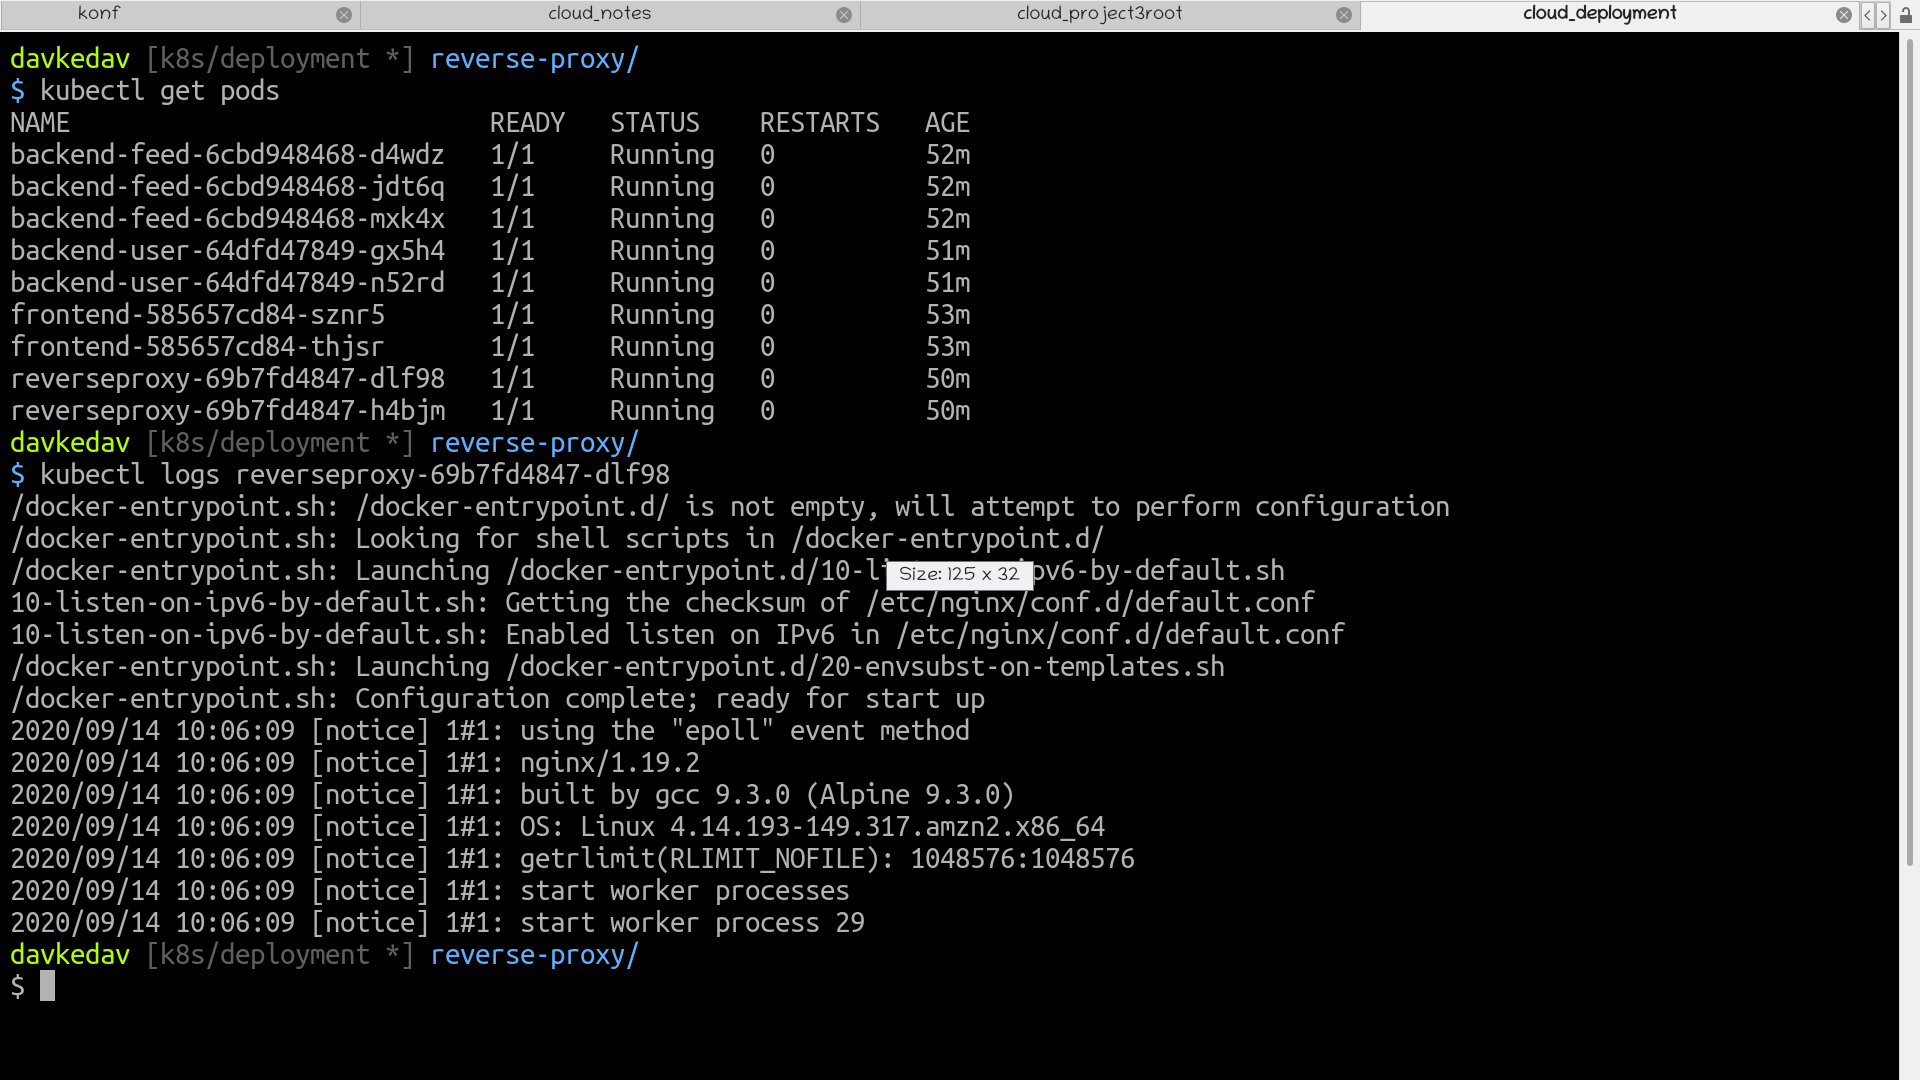 konf cloud_notes cloud_project3root cloud_deployment
davkedav [k8s/deployment *] reverse-proxy/
$ kubectl get pods
NAME                            READY   STATUS    RESTARTS   AGE
backend-feed-6cbd948468-d4wdz   1/1     Running   0          52m
backend-feed-6cbd948468-jdt6q   1/1     Running   0          52m
backend-feed-6cbd948468-mxk4x   1/1     Running   0          52m
backend-user-64dfd47849-gx5h4   1/1     Running   0          51m
backend-user-64dfd47849-n52rd   1/1     Running   0          51m
frontend-585657cd84-sznr5       1/1     Running   0          53m
frontend-585657cd84-thjsr       1/1     Running   0          53m
reverseproxy-69b7fd4847-dlf98   1/1     Running   0          50m
reverseproxy-69b7fd4847-h4bjm   1/1     Running   0          50m
davkedav [k8s/deployment *] reverse-proxy/
$ kubectl logs reverseproxy-69b7fd4847-dlf98
/docker-entrypoint.sh: /docker-entrypoint.d/ is not empty, will attempt to perform configuration
/docker-entrypoint.sh: Looking for shell scripts in /docker-entrypoint.d/
/docker-entrypoint.sh: Launching /docker-entrypoint.d/10-li Size: 125 x 32 pv6-by-default.sh
10-listen-on-ipv6-by-default.sh: Getting the checksum of /etc/nginx/conf.d/default.conf
10-listen-on-ipv6-by-default.sh: Enabled listen on IPv6 in /etc/nginx/conf.d/default.conf
/docker-entrypoint.sh: Launching /docker-entrypoint.d/20-envsubst-on-templates.sh
/docker-entrypoint.sh: Configuration complete; ready for start up
2020/09/14 10:06:09 [notice] 1#1: using the "epoll" event method
2020/09/14 10:06:09 [notice] 1#1: nginx/1.19.2
2020/09/14 10:06:09 [notice] 1#1: built by gcc 9.3.0 (Alpine 9.3.0)
2020/09/14 10:06:09 [notice] 1#1: OS: Linux 4.14.193-149.317.amzn2.x86_64
2020/09/14 10:06:09 [notice] 1#1: getrlimit(RLIMIT_NOFILE): 1048576:1048576
2020/09/14 10:06:09 [notice] 1#1: start worker processes
2020/09/14 10:06:09 [notice] 1#1: start worker process 29
davkedav [k8s/deployment *] reverse-proxy/
$